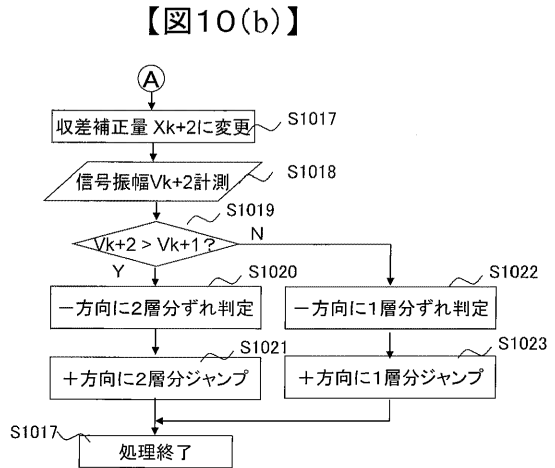 【図10(b)】
A
収差補正量 Xk+2に変更
S1017
信号振幅Vk+2計測
S1018
S1019
Vk+2 > Vk+1?
N
Y
S1020
S1022
－方向に2層分ずれ判定
－方向に1層分ずれ判定
S1021
S1023
＋方向に2層分ジャンプ
＋方向に1層分ジャンプ
S1017
処理終了